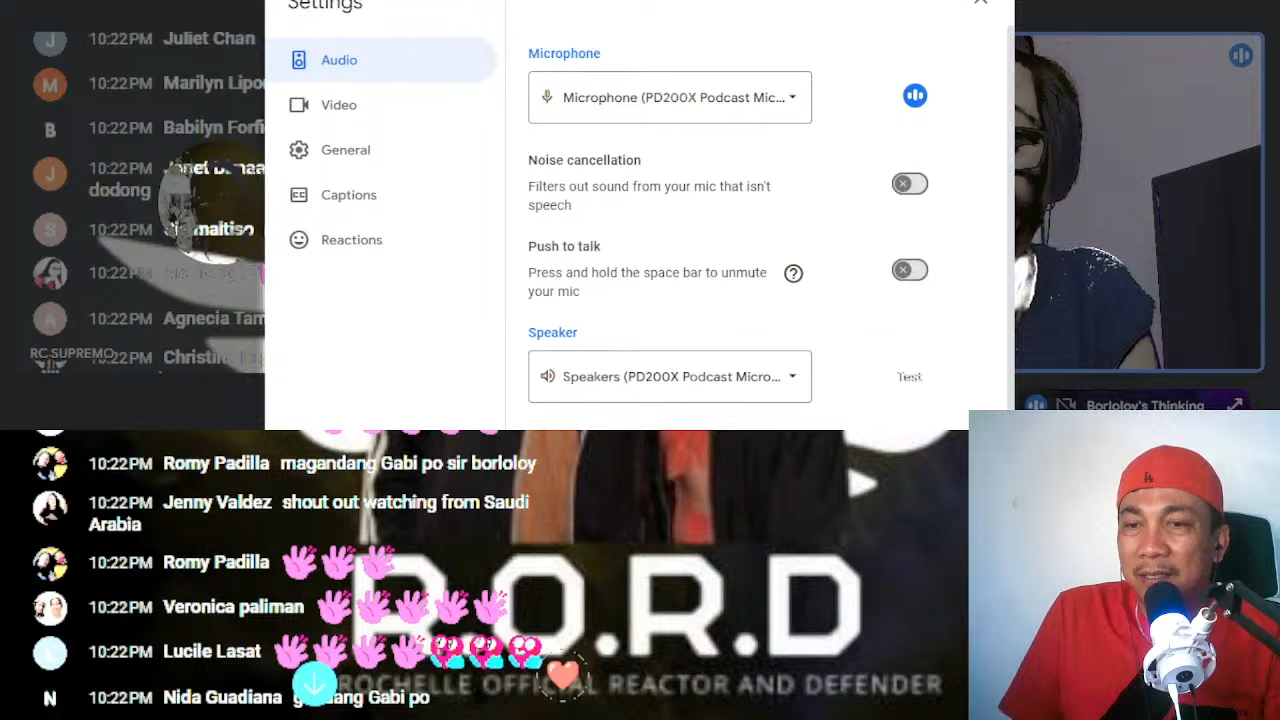 Settings
Audio
Video
General
Captions
Reactions
Microphone
Microphone (PD200X Podcast Mic...
Noise cancellation
Filters out sound from your mic that isn't
speech
Push to talk
Press and hold the space bar to unmute
your mic
Speaker
Speakers (PD200X Podcast Micro...
Test
J 10:22PM Juliet Chan
M 10:22PM Marilyn Lipo
B 10:22PM Babilyn Forfi
J 10:22PM
dodong
S 10:22PM
10:22PM
A 10:22PM Agnecia Tam
RC SUPREMO
10:22PM Christin
Borloloy's Thinking
10:22PM Romy Padilla magandang Gabi po sir borloloy
10:22PM Jenny Valdez shout out watching from Saudi
Arabia
10:22PM Romy Padilla
10:22PM Veronica paliman
L 10:22PM Lucile Lasat
N 10:22PM Nida Guadiana Gabi po
R.O.R.D
ROCHELLE OFFICIAL REACTOR AND DEFENDER
LA